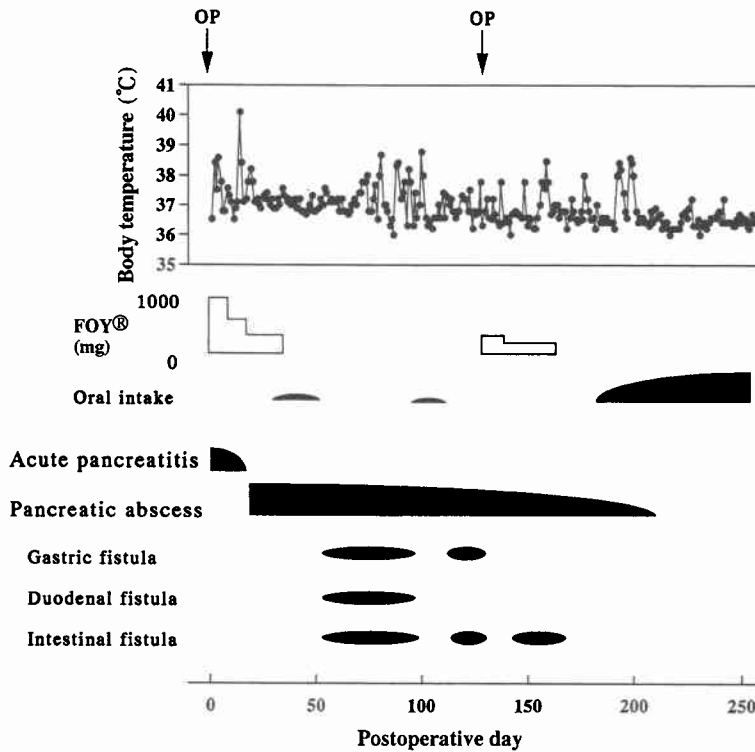 OP OP
Body temperature (°C)
41
40
39
38
37
36
35
1000
FOY®
(mg)
0
Oral intake
Acute pancreatitis
Pancreatic abscess
Gastric fistula
Duodenal fistula
Intestinal fistula
0 50 100 150 200 250
Postoperative day